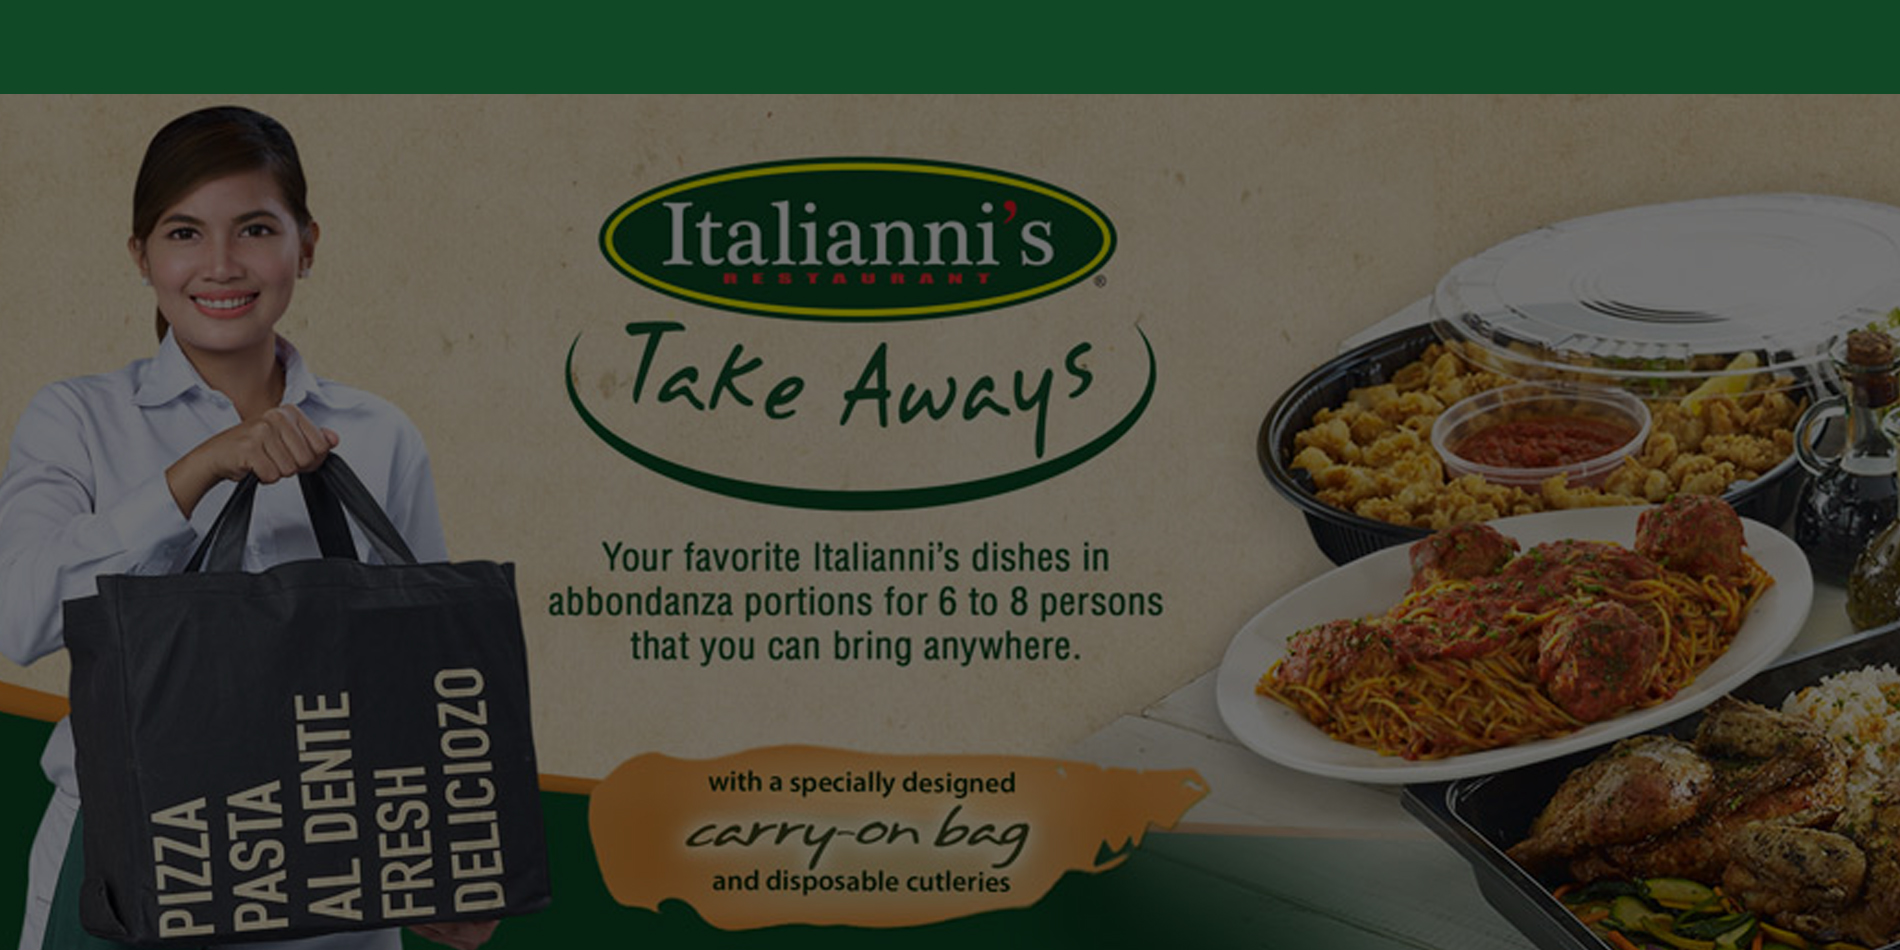 Italianni's
RESTAURANT
®
Take Aways
Your favorite Italianni's dishes in
abbondanza portions for 6 to 8 persons
that you can bring anywhere.
with a specially designed
carry-on bag
and disposable cutleries
PIZZA
PASTA
AL DENTE
FRESH
DELICIOZO